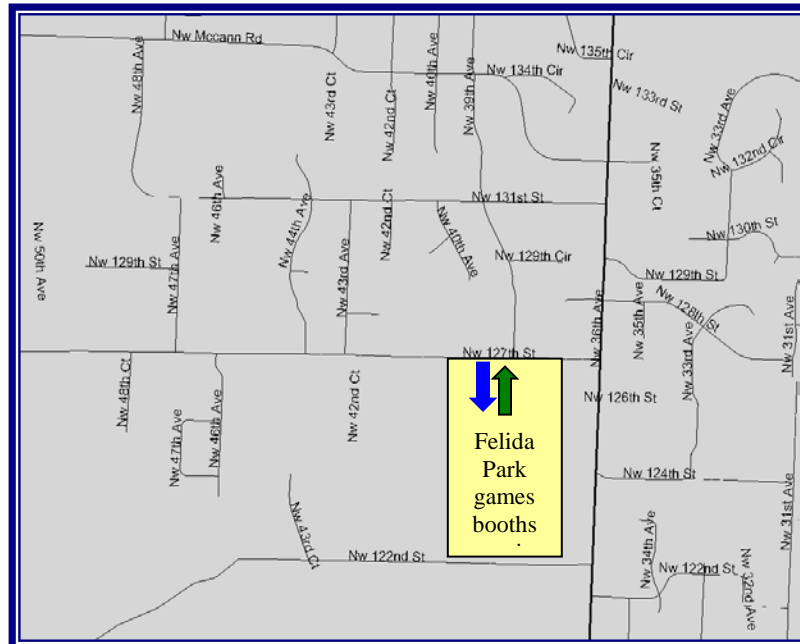 Nw Mccann Rd
Nw 135th Cir
Nw 134th Cir
Nw 133rd St
Nw 48th Ave
Nw 43rd Ct
Nw 42nd Ct
Nw 40th Ave
Nw 39th Ave
Nw 33rd Ave
Nw 132nd Cir
Nw 35th Ct
Nw 46th Ave
Nw 131st St
Nw 44th Ave
Nw 42nd Ct
Nw 40th Ave
Nw 130th St
Nw 50th Ave
Nw 129th St
Nw 47th Ave
Nw 43rd Ave
Nw 129th Cir
Nw 129th St
Nw 128th St
Nw 36th Ave
Nw 35th Ave
Nw 33rd Ave
Nw 31st Ave
Nw 127th St
Nw 48th Ct
Nw 47th Ave
Nw 46th Ave
Nw 42nd Ct
Nw 126th St
Felida
Park
games
booths
.
Nw 124th St
Nw 31st Ave
Nw 43rd Ct
Nw 122nd St
Nw 34th Ave
Nw 122nd St
Nw 32nd Ave